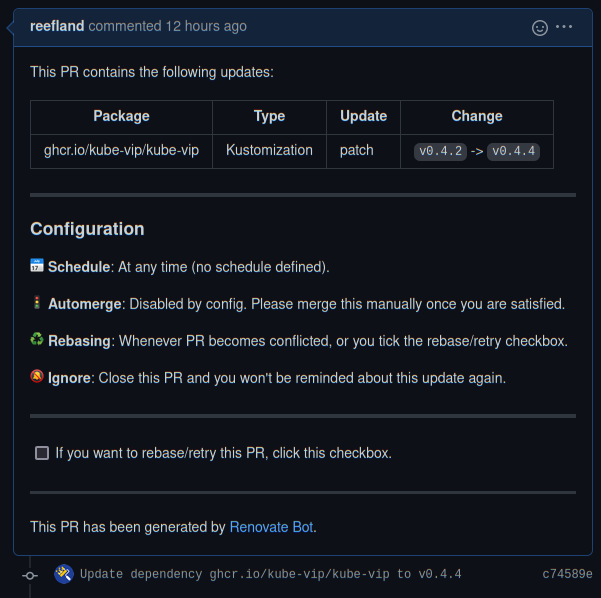 reefland commented 12 hours ago
This PR contains the following updates:
Package Type Update Change
ghcr.io/kube-vip/kube-vip Kustomization patch v0.4.2 -> v0.4.4
Configuration
Schedule: At any time (no schedule defined).
Automerge: Disabled by config. Please merge this manually once you are satisfied.
Rebasing: Whenever PR becomes conflicted, or you tick the rebase/retry checkbox.
Ignore: Close this PR and you won't be reminded about this update again.
If you want to rebase/retry this PR, click this checkbox.
This PR has been generated by Renovate Bot.
Update dependency ghcr.io/kube-vip/kube-vip to v0.4.4 c74589e